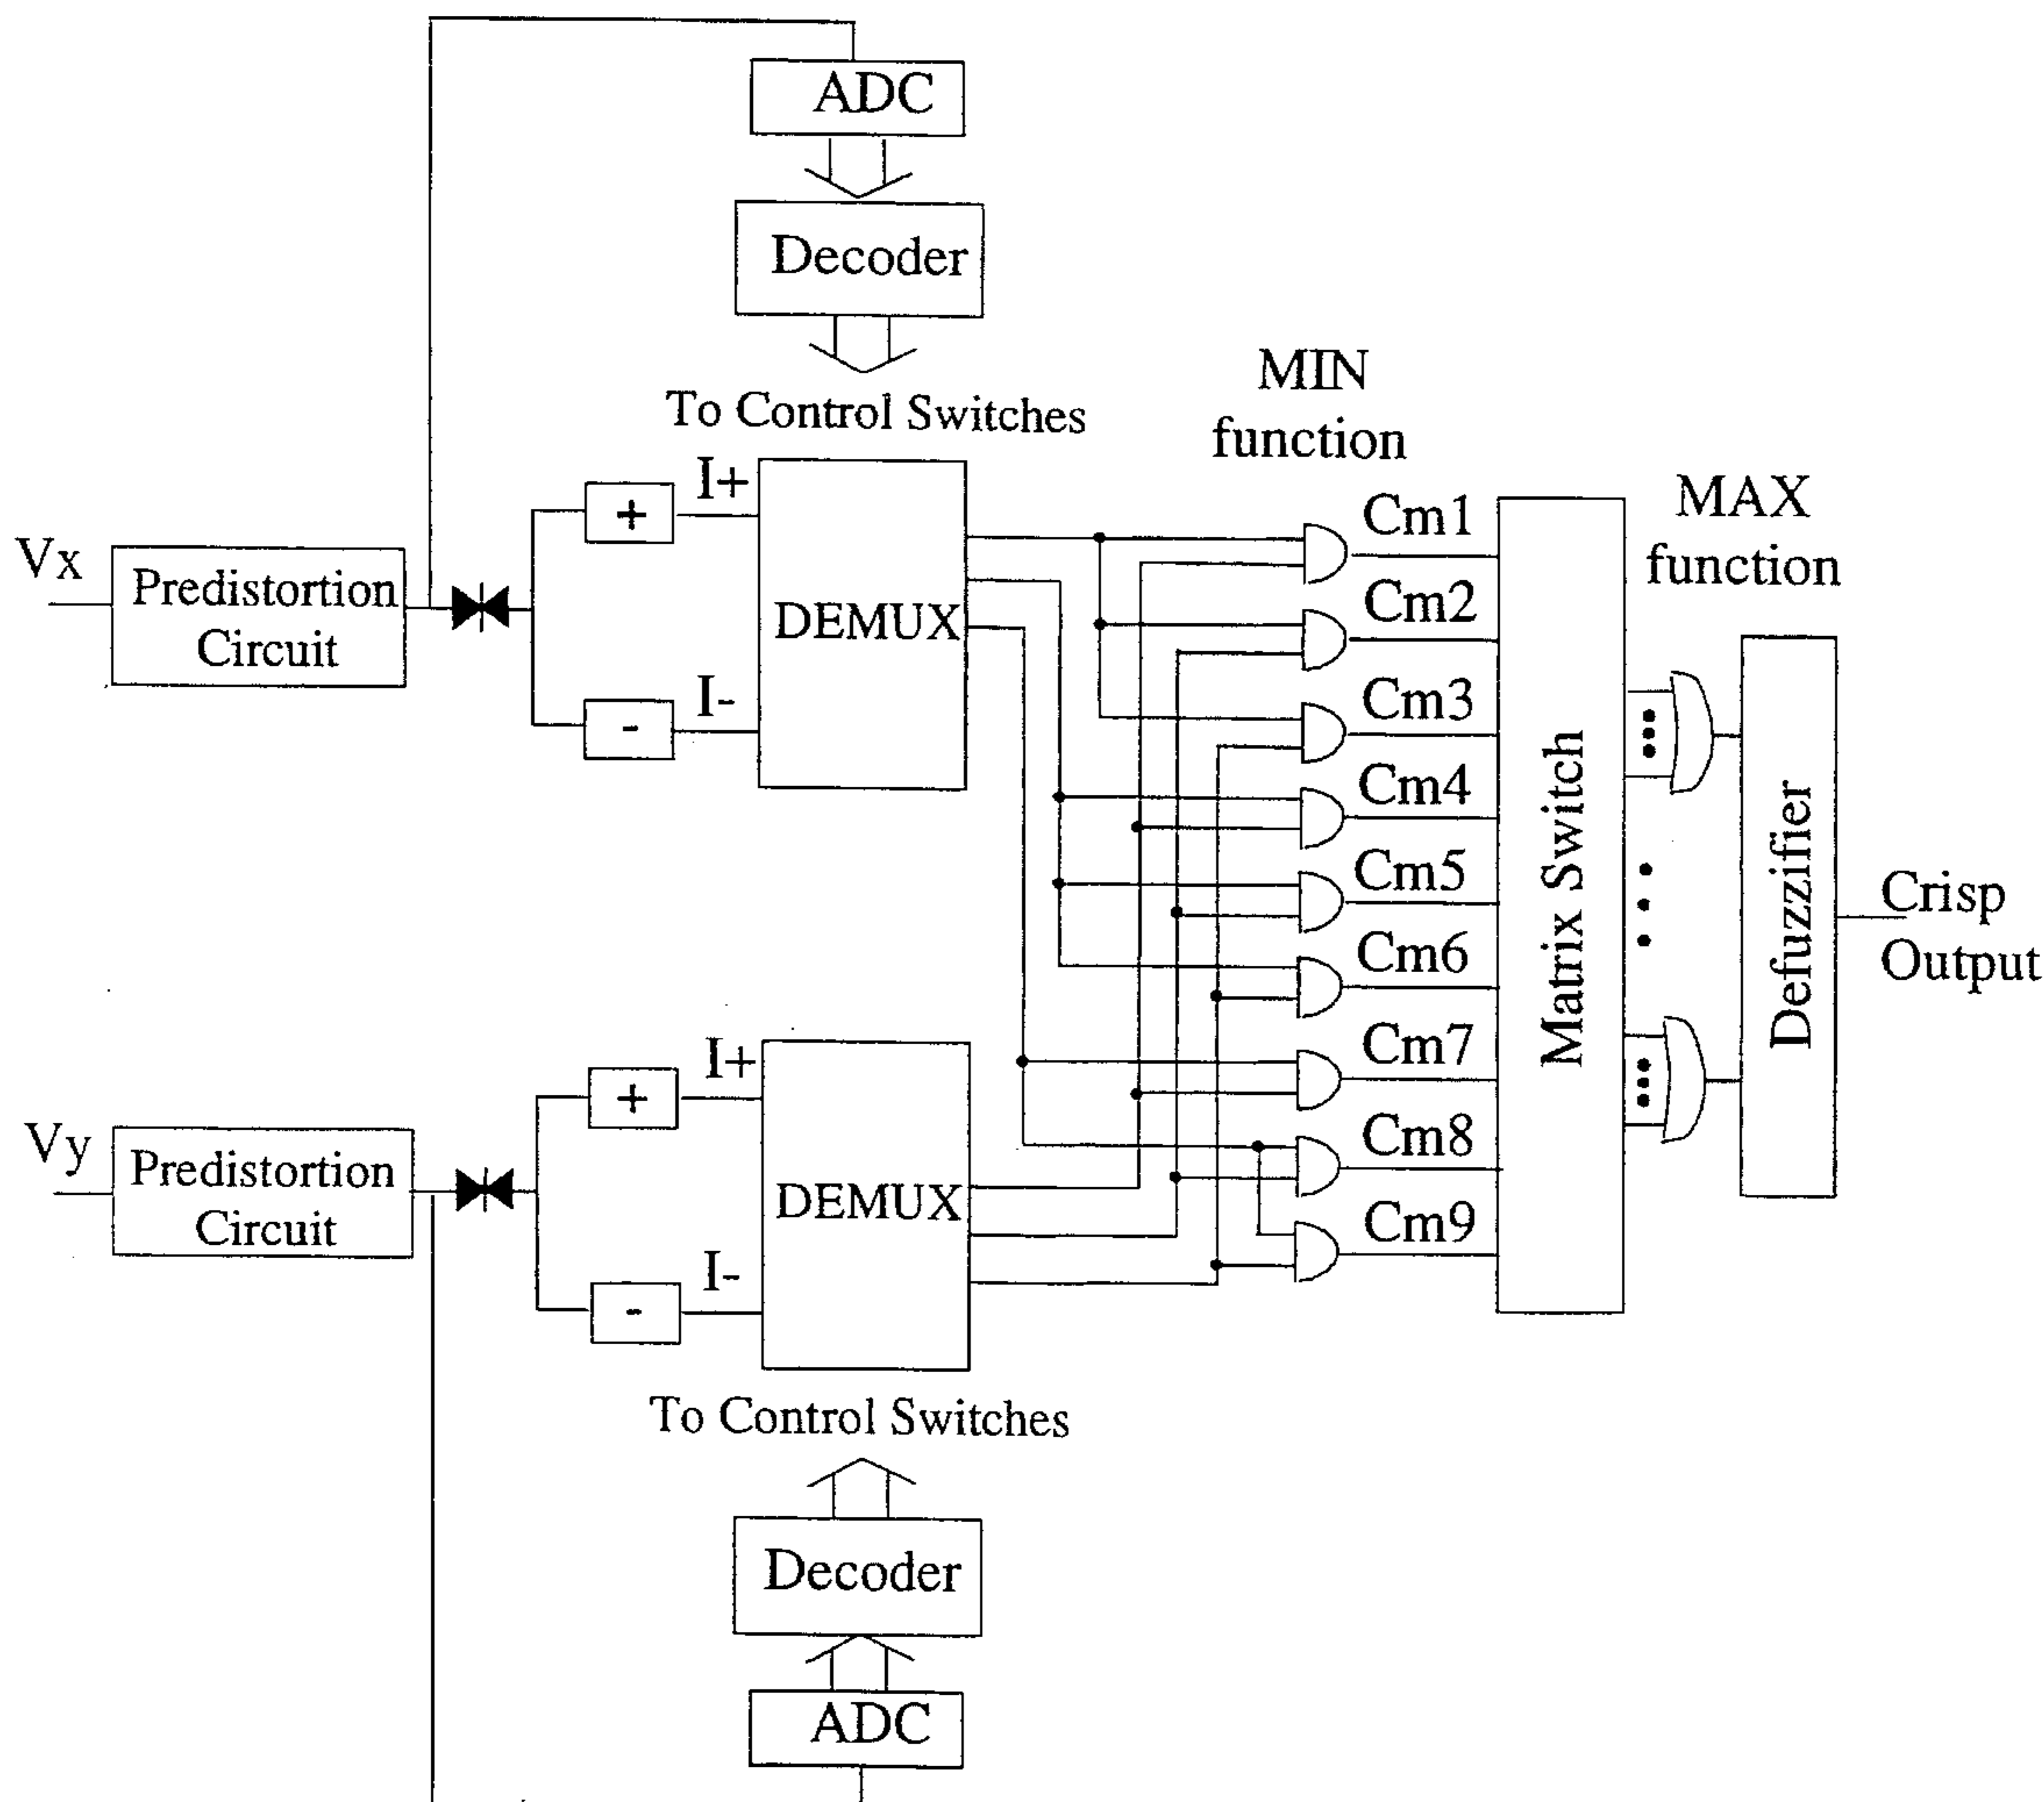 ADC
Decoder
To Control Switches
MIN
function
MAX
function
Vx
Predistortion
Circuit
+
I+
-
I-
DEMUX
Cm1
Cm2
Cm3
Cm4
Cm5
Cm6
Cm7
Cm8
Cm9
Matrix Switch
Defuzzifier
Crisp
Output
Vy
Predistortion
Circuit
+
I+
-
I-
DEMUX
To Control Switches
Decoder
ADC